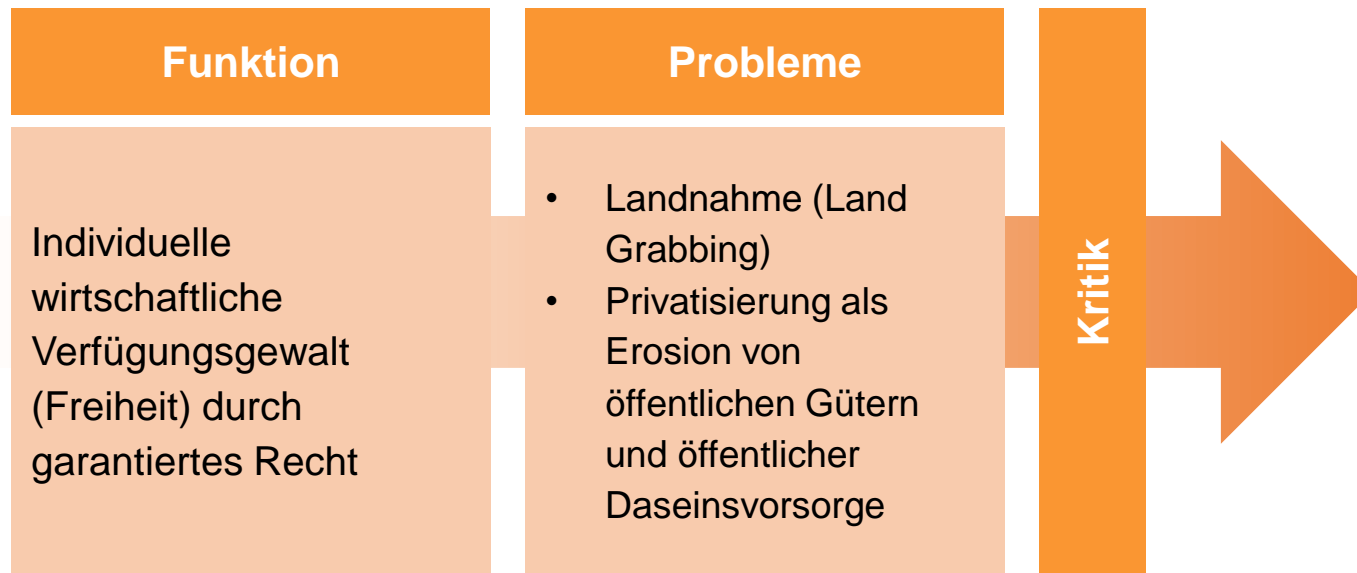 Funktion
Individuelle
wirtschaftliche
Verfügungsgewalt
(Freiheit) durch
garantiertes Recht
Probleme
• Landnahme (Land
Grabbing)
• Privatisierung als
Erosion von
öffentlichen Gütern
und öffentlicher
Daseinsvorsorge
Kritik